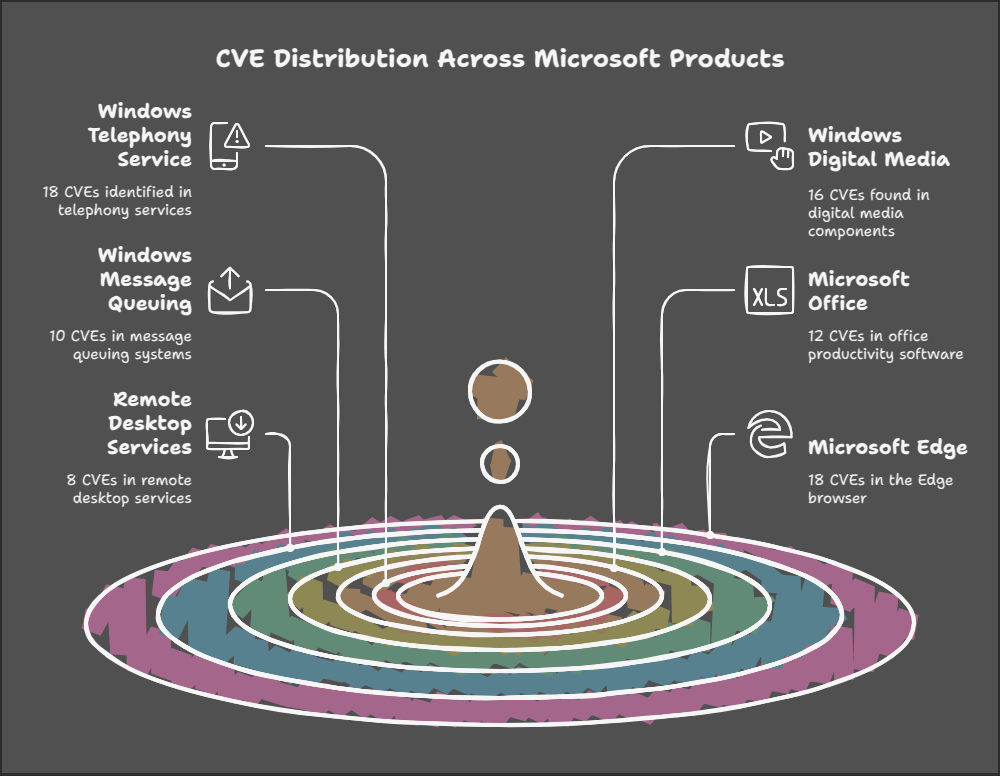 CVE Distribution Across Microsoft Products
Windows
Telephony
Service
18 CVEs identified in
telephony services
Windows
Message
Queuing
10 CVEs in message
queuing systems
Remote
Desktop
Services
8 CVEs in remote
desktop services
Windows
Digital Media
16 CVEs found in
digital media
components
XLS
Microsoft
Office
12 CVEs in office
productivity software
Microsoft Edge
18 CVEs in the Edge
browser